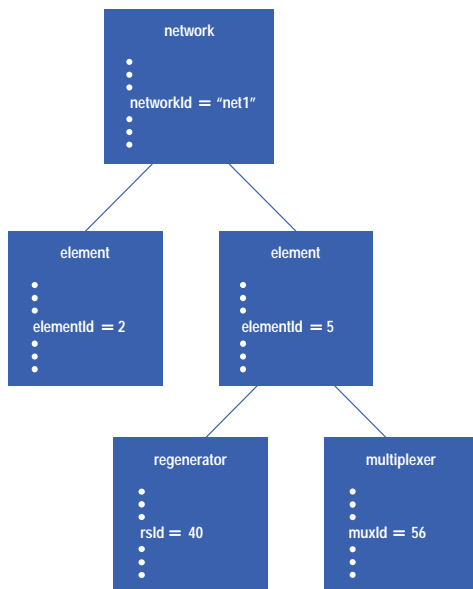 network
networkId = “net1”
element
elementId = 2
element
elementId = 5
regenerator
rsId = 40
multiplexer
muxId = 56